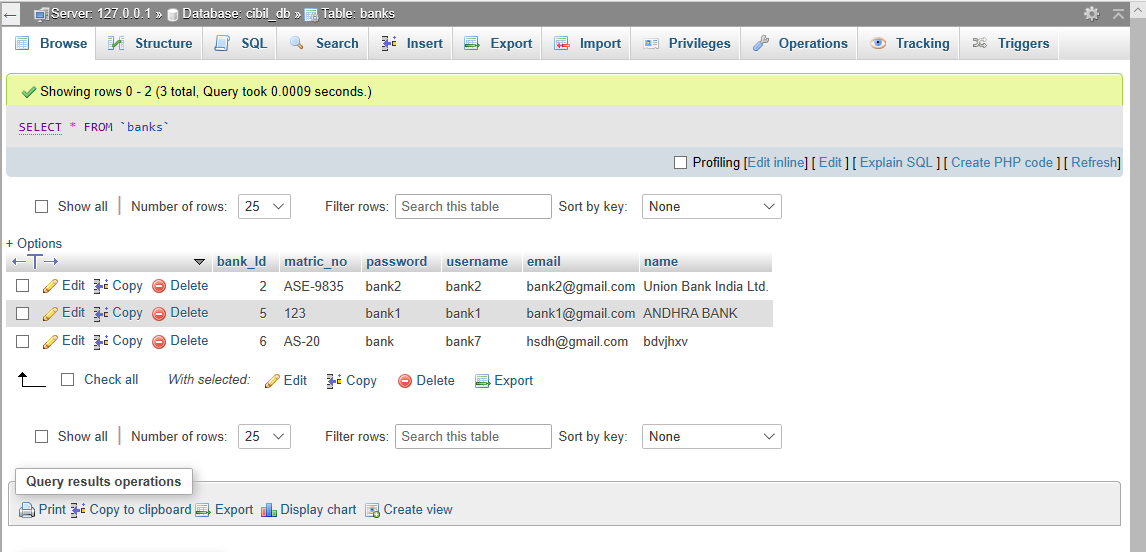 Server: 127.0.0.1 » Database: cibil_db » Table: banks
Browse Structure SQL Search Insert Export Import Privileges Operations Tracking Triggers
Showing rows 0 - 2 (3 total, Query took 0.0009 seconds.)
SELECT * FROM `banks`
Profiling [Edit inline] [ Edit ] [ Explain SQL ] [ Create PHP code ] [ Refresh]
Show all | Number of rows: 25 Filter rows: Search this table Sort by key: None
+ Options
←T→ bank_Id matric_no password username email name
Edit Copy Delete 2 ASE-9835 bank2 bank2 bank2@gmail.com Union Bank India Ltd.
Edit Copy Delete 5 123 bank1 bank1 bank1@gmail.com ANDHRA BANK
Edit Copy Delete 6 AS-20 bank bank7 hsdh@gmail.com bdvjhxv
Check all With selected: Edit Copy Delete Export
Show all | Number of rows: 25 Filter rows: Search this table Sort by key: None
Query results operations
Print Copy to clipboard Export Display chart Create view